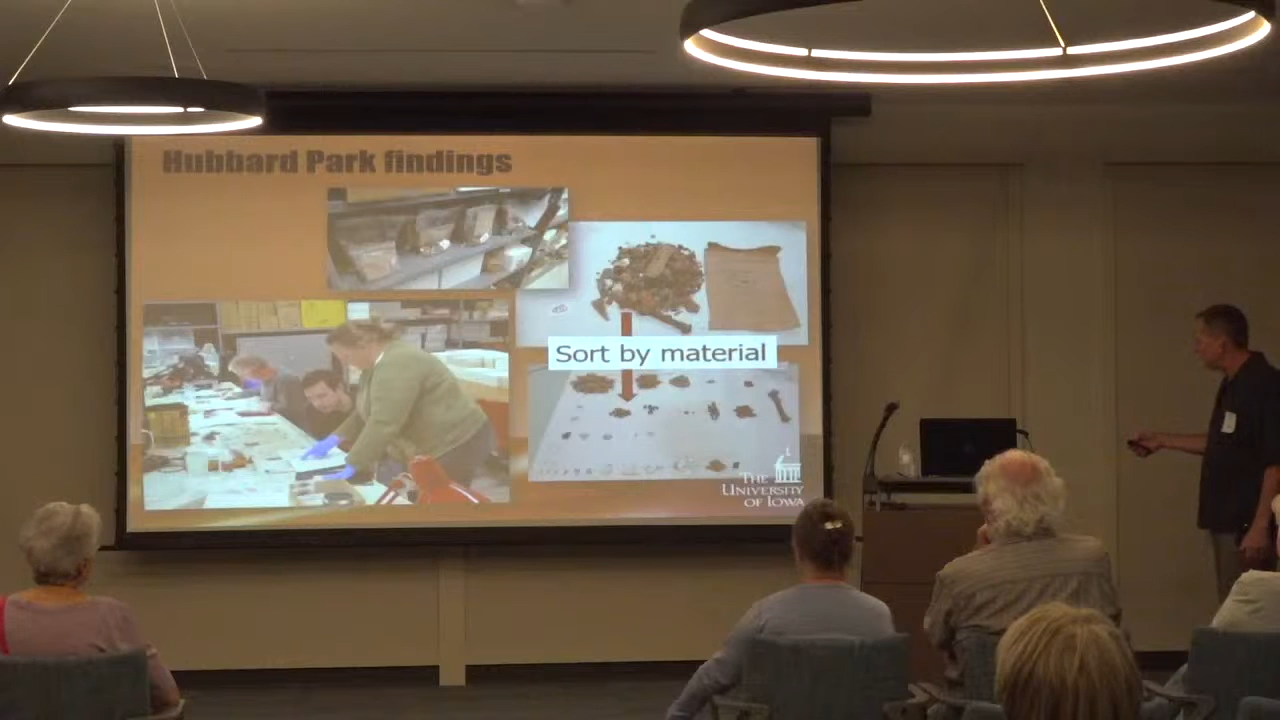 Hubbard Park findings
Sort by material
THE
UNIVERSITY
OF IOWA